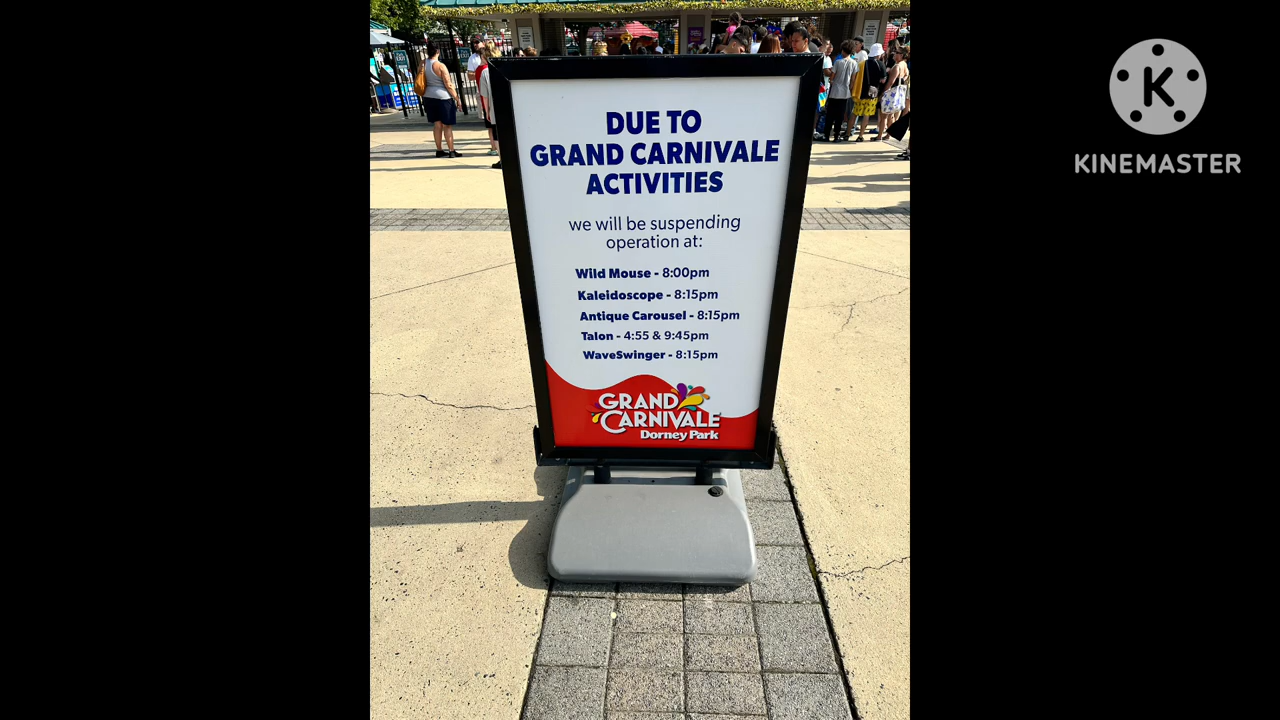 DUE TO
GRAND CARNIVALE
ACTIVITIES
we will be suspending
operation at:
Wild Mouse - 8:00pm
Kaleidoscope - 8:15pm
Antique Carousel - 8:15pm
Talon - 4:55 & 9:45pm
WaveSwinger - 8:15pm
GRAND
CARNIVALE
Dorney Park
K
KINEMASTER